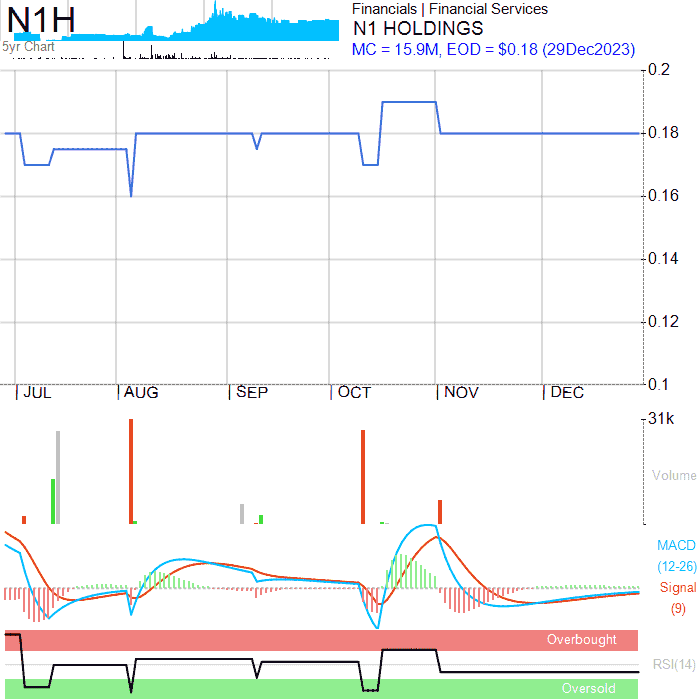 N1H
5yr Chart
Financials | Financial Services
N1 HOLDINGS
MC = 15.9M, EOD = $0.18 (29Dec2023)
0.2
0.18
0.16
0.14
0.12
0.1
JUL AUG SEP OCT NOV DEC
31k
Volume
MACD
(12-26)
Signal
(9)
Overbought
RSI(14)
Oversold